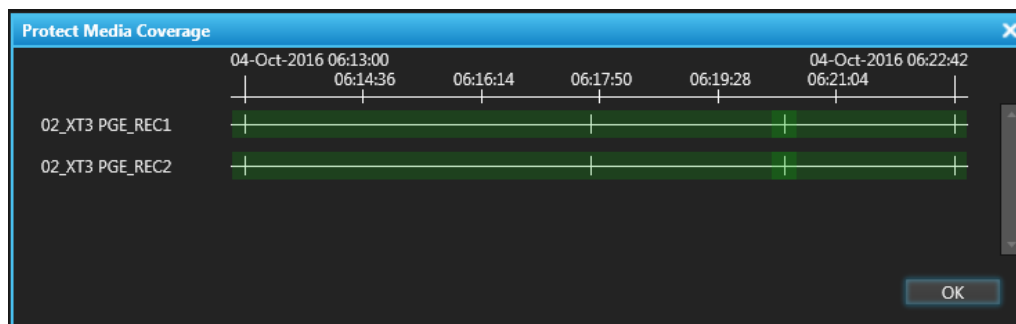 Protect Media Coverage
04-Oct-2016 06:13:00 04-Oct-2016 06:22:42
06:14:36 06:16:14 06:17:50 06:19:28 06:21:04
02_XT3 PGE_REC1
02_XT3 PGE_REC2
OK